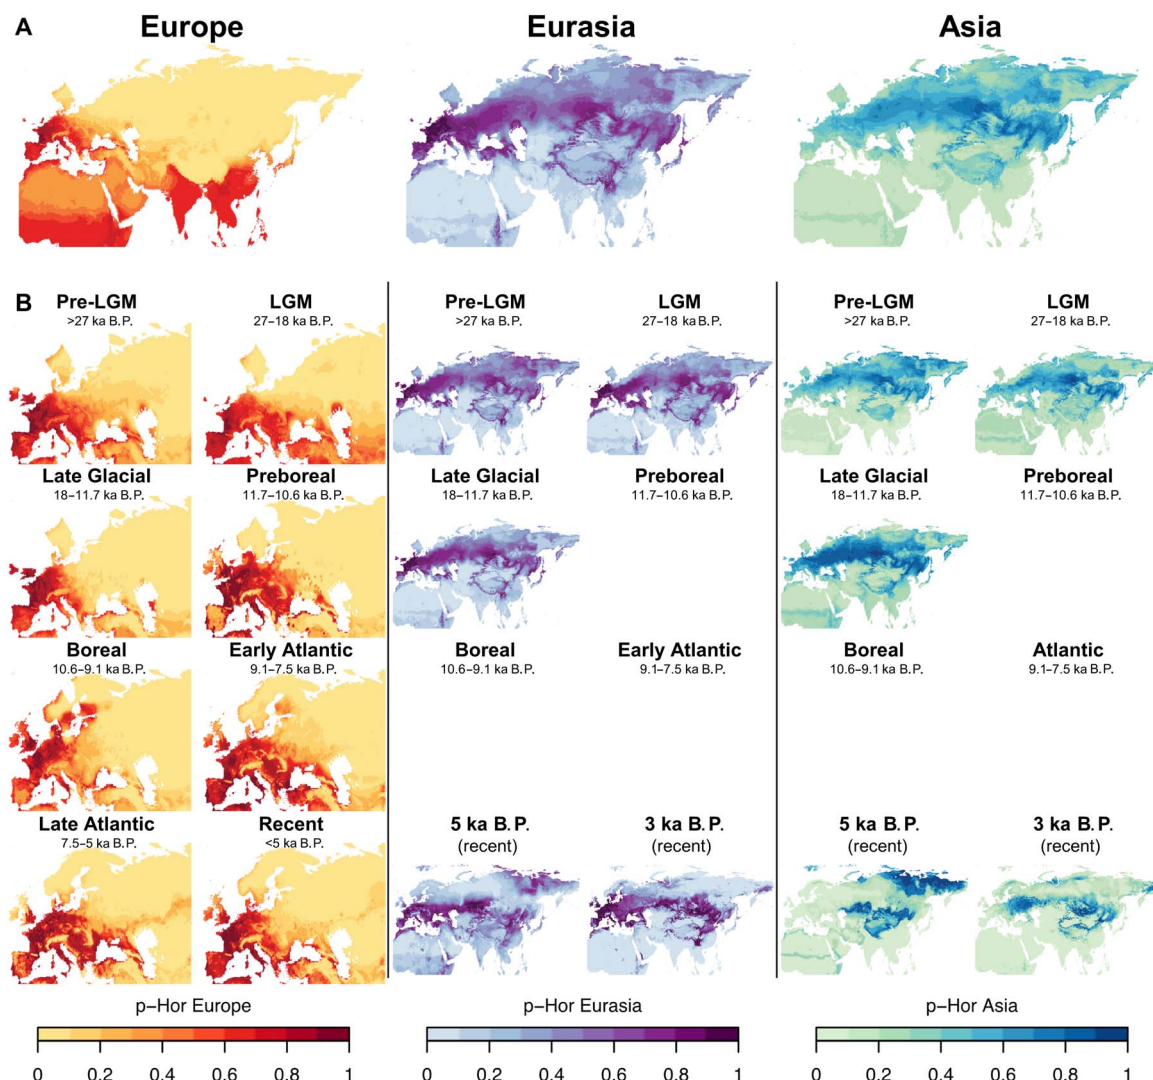 A
Europe Eurasia Asia
B
Pre-LGM LGM Pre-LGM LGM Pre-LGM LGM
>27 ka B.P. 27–18 ka B.P. >27 ka B.P. 27–18 ka B.P. >27 ka B.P. 27–18 ka B.P.
Late Glacial Preboreal Late Glacial Preboreal Late Glacial Preboreal
18–11.7 ka B.P. 11.7–10.6 ka B.P. 18–11.7 ka B.P. 11.7–10.6 ka B.P. 18–11.7 ka B.P. 11.7–10.6 ka B.P.
Boreal Early Atlantic Boreal Early Atlantic Boreal Atlantic
10.6–9.1 ka B.P. 9.1–7.5 ka B.P. 10.6–9.1 ka B.P. 9.1–7.5 ka B.P. 10.6–9.1 ka B.P. 9.1–7.5 ka B.P.
Late Atlantic Recent 5 ka B.P. 3 ka B.P. 5 ka B.P. 3 ka B.P.
7.5–5 ka B.P. <5 ka B.P. (recent) (recent) (recent) (recent)
p–Hor Europe p–Hor Eurasia p–Hor Asia
0 0.2 0.4 0.6 0.8 1 0 0.2 0.4 0.6 0.8 1 0 0.2 0.4 0.6 0.8 1